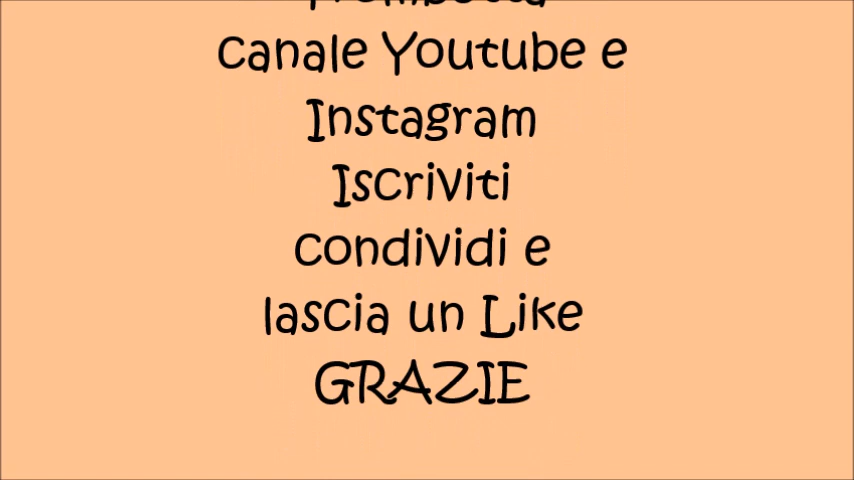 canale Youtube e
Instagram
Iscriviti
condividi e
lascia un Like
GRAZIE